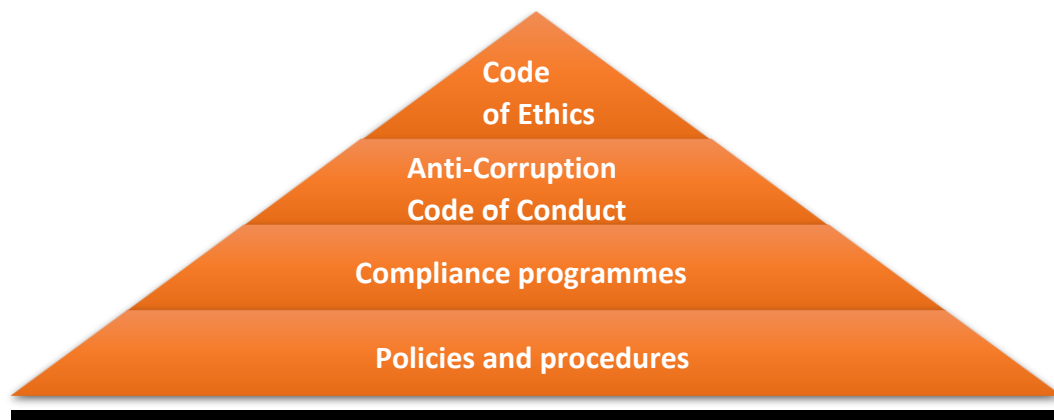 Code
of Ethics
Anti-Corruption
Code of Conduct
Compliance programmes
Policies and procedures